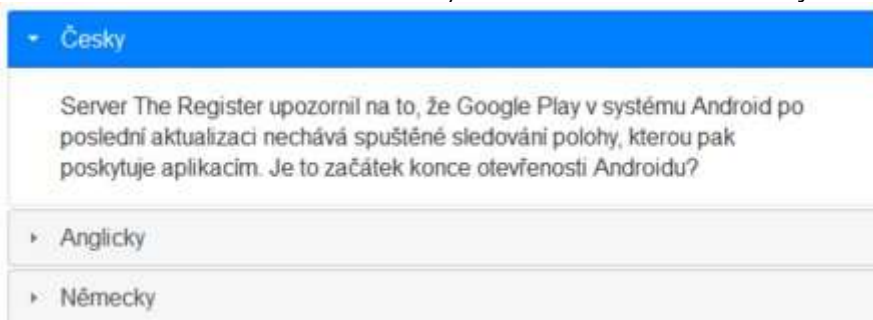 Česky
Server The Register upozornil na to, že Google Play v systému Android po
poslední aktualizaci nechává spuštěné sledování polohy, kterou pak
poskytuje aplikacím. Je to začátek konce otevřenosti Androidu?
Anglicky
Německy